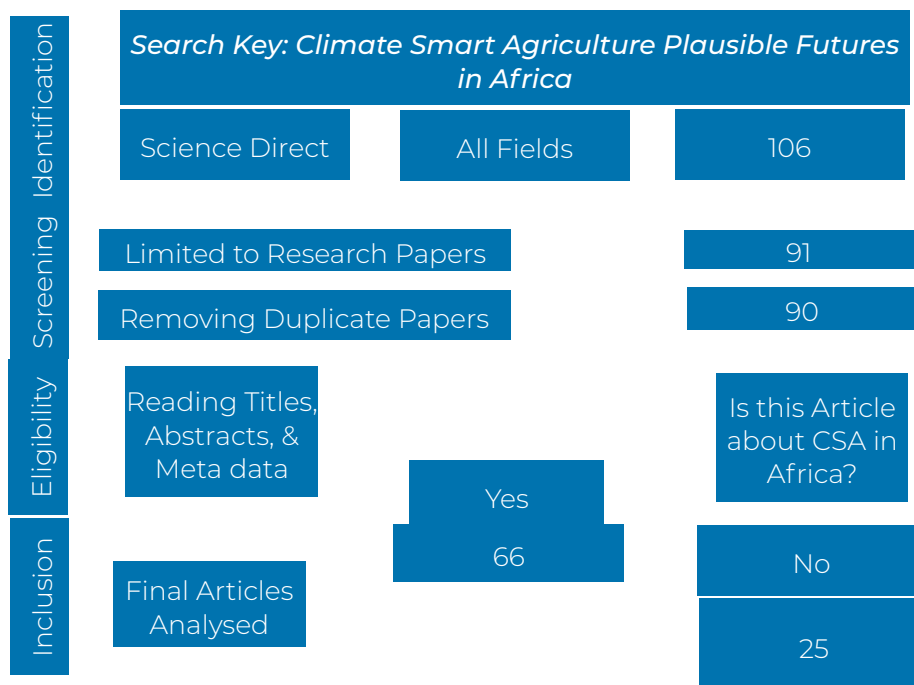 Identification
Search Key: Climate Smart Agriculture Plausible Futures
in Africa
Science Direct
All Fields
106
Screening
Limited to Research Papers
91
Removing Duplicate Papers
90
Eligibility
Reading Titles,
Abstracts, &
Meta data
Is this Article
about CSA in
Africa?
Yes
66
No
25
Inclusion
Final Articles
Analysed